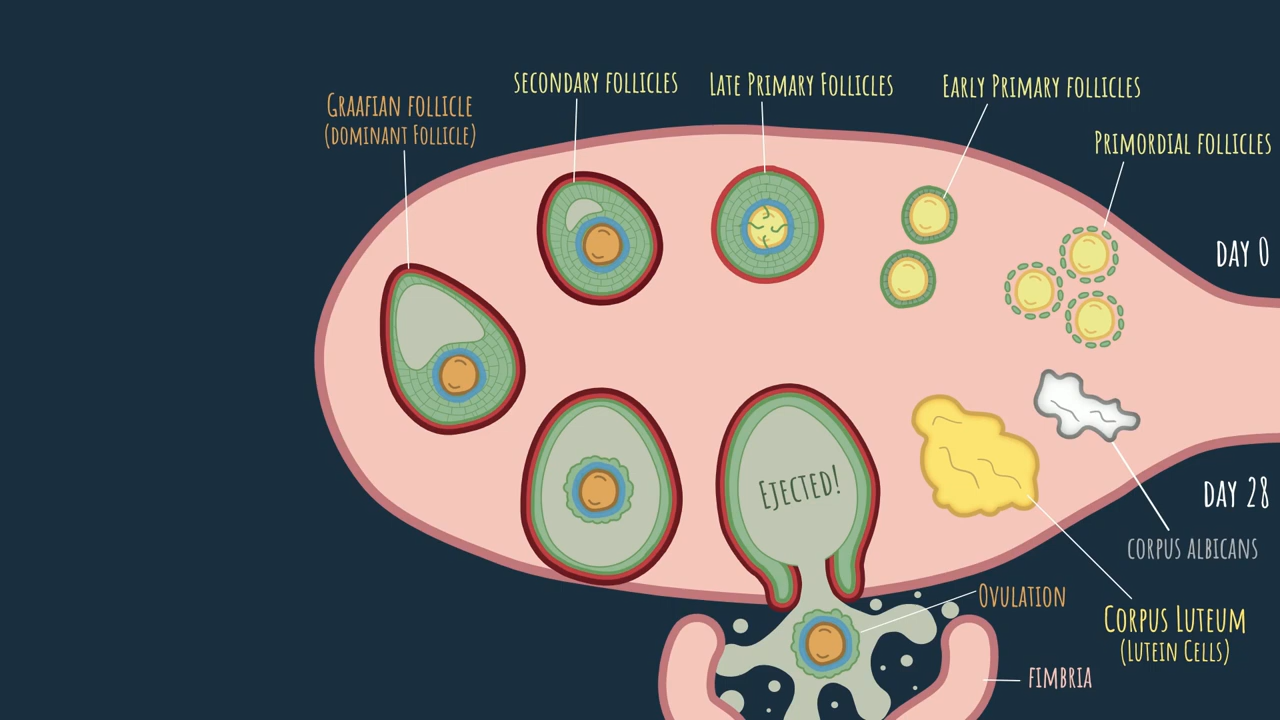 SECONDARY FOLLICLES
LATE PRIMARY FOLLICLES
EARLY PRIMARY FOLLICLES
GRAAFIAN FOLLICLE
(DOMINANT FOLLICLE)
PRIMORDIAL FOLLICLES
DAY 0
EJECTED!
DAY 28
CORPUS ALBICANS
OVULATION
CORPUS LUTEUM
(LUTEIN CELLS)
FIMBRIA